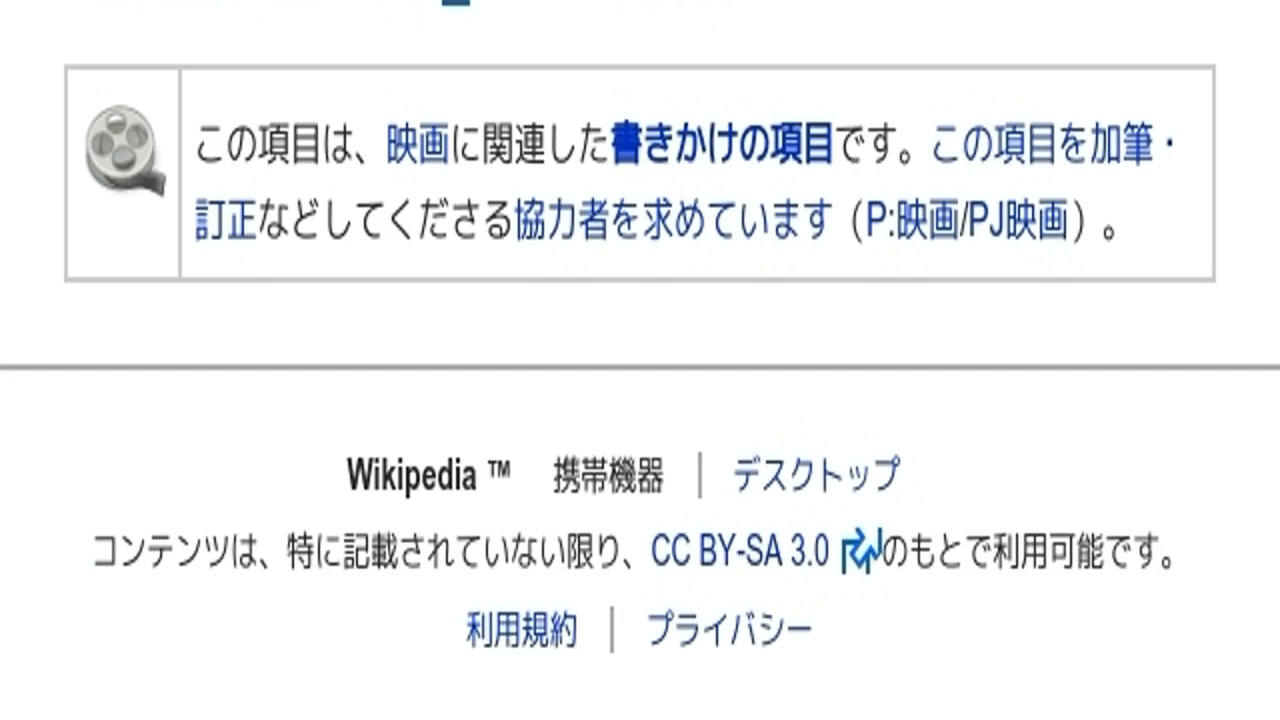 この項目は、映画に関連した書きかけの項目です。この項目を加筆・
訂正などしてくださる協力者を求めています（P:映画/PJ映画）。
Wikipedia ™ 携帯機器 | デスクトップ
コンテンツは、特に記載されていない限り、CC BY-SA 3.0 のもとで利用可能です。
利用規約 | プライバシー